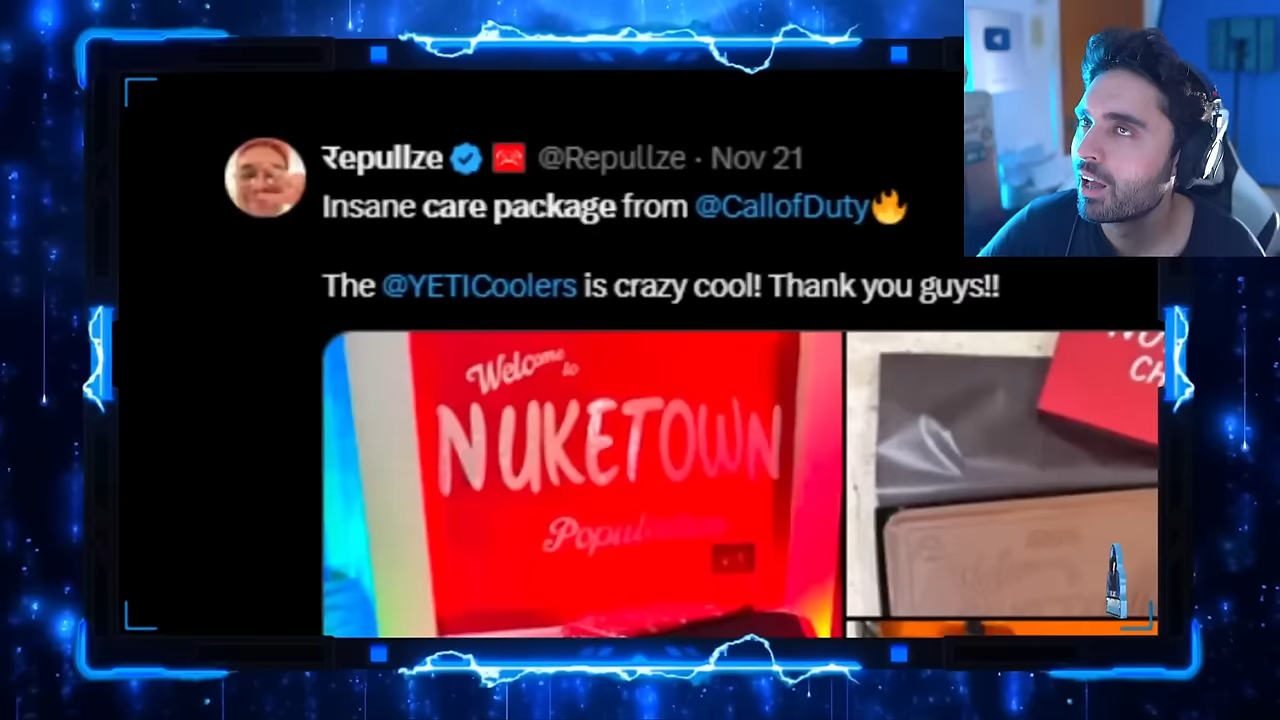 Repullze @Repullze · Nov 21
Insane care package from @CallofDuty🔥
The @YETICoolers is crazy cool! Thank you guys!!
Welcome
to
NUKETOWN